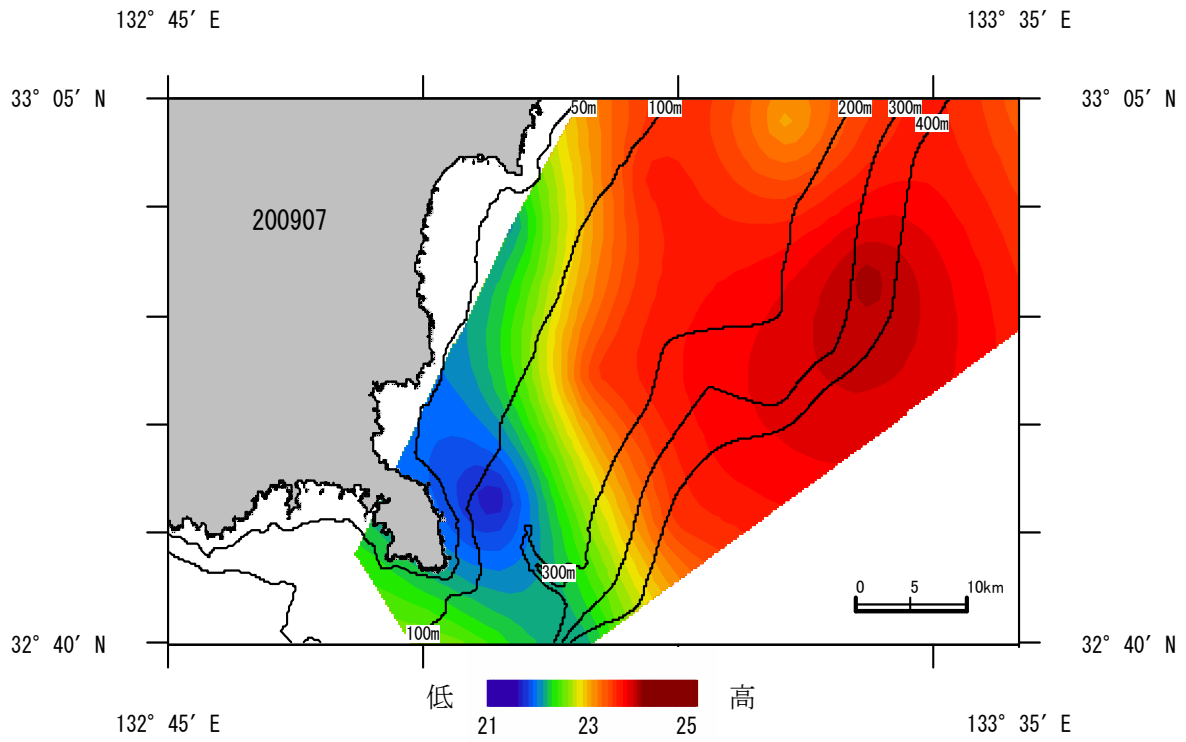 132° 45′ E 133° 35′ E
33° 05′ N 50m 100m 200m 300m 33° 05′ N
400m
200907
300m
0 5 10km
100m
32° 40′ N 32° 40′ N
低 高
21 23 25
132° 45′ E 133° 35′ E